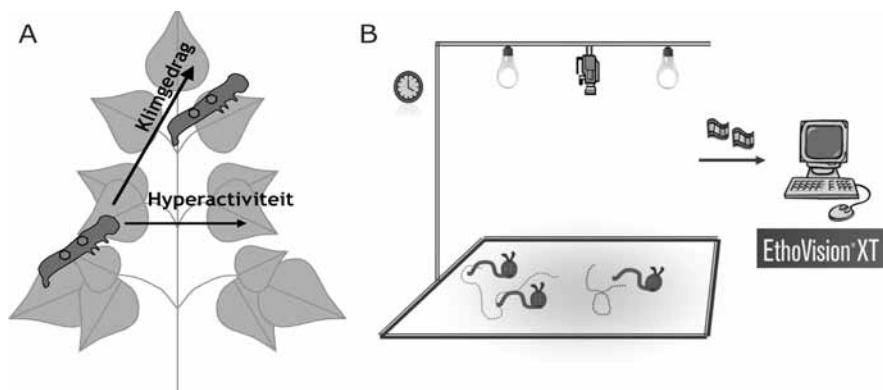 A
Klimgedrag
Hyperactiviteit
B
EthoVision® XT